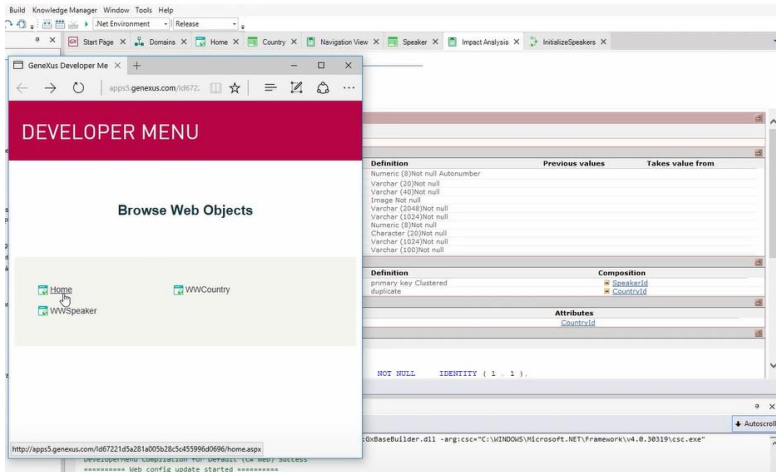 Build Knowledge Manager Window Tools Help
.Net Environment Release
Start Page X Domains X Home X Country X Navigation View X Speaker X Impact Analysis X InitializeSpeakers X
GeneXus Developer Me X +
apps5.genexus.com/Id672
DEVELOPER MENU
Browse Web Objects
Home WWCountry
WWSpeaker
http://apps5.genexus.com/Id67221d5a281a005b28c5c455996d0696/home.aspx
Definition Previous values Takes value from
Numeric (8)Not null Autonumber
Varchar (20)Not null
Varchar (40)Not null
Image Not null
Varchar (2048)Not null
Varchar (1024)Not null
Numeric (8)Not null
Character (20)Not null
Varchar (1024)Not null
Varchar (100)Not null
Definition Composition
primary key Clustered SpeakerId
duplicate CountryId
Attributes
CountryId
NOT NULL IDENTITY ( 1 , 1 ),
Autoscroll
:GxBaseBuilder.dll -arg:csc="C:\WINDOWS\Microsoft.NET\Framework\v4.0.30319\csc.exe"
DeveloperMenu Compilation for Default (C# Web) Success
========== Web config update started ==========